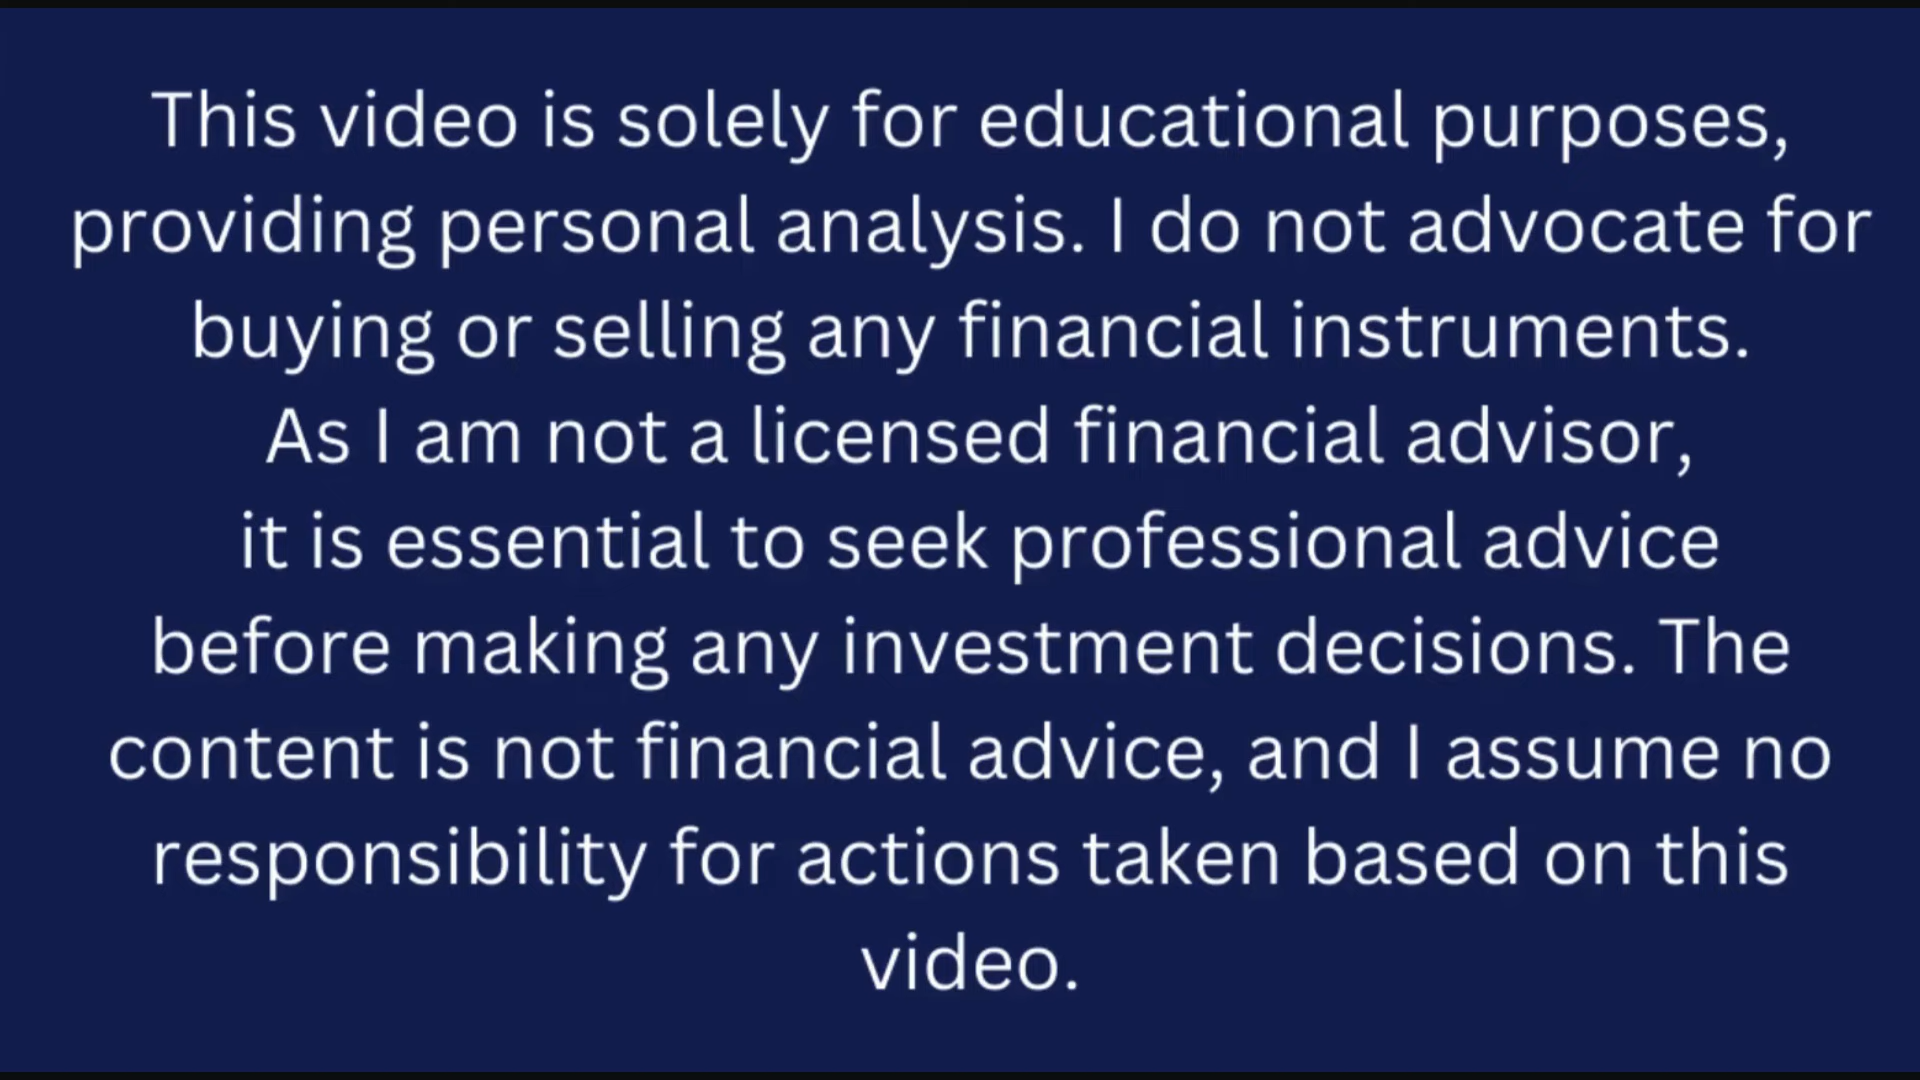 This video is solely for educational purposes,
providing personal analysis. I do not advocate for
buying or selling any financial instruments.
As I am not a licensed financial advisor,
it is essential to seek professional advice
before making any investment decisions. The
content is not financial advice, and I assume no
responsibility for actions taken based on this
video.